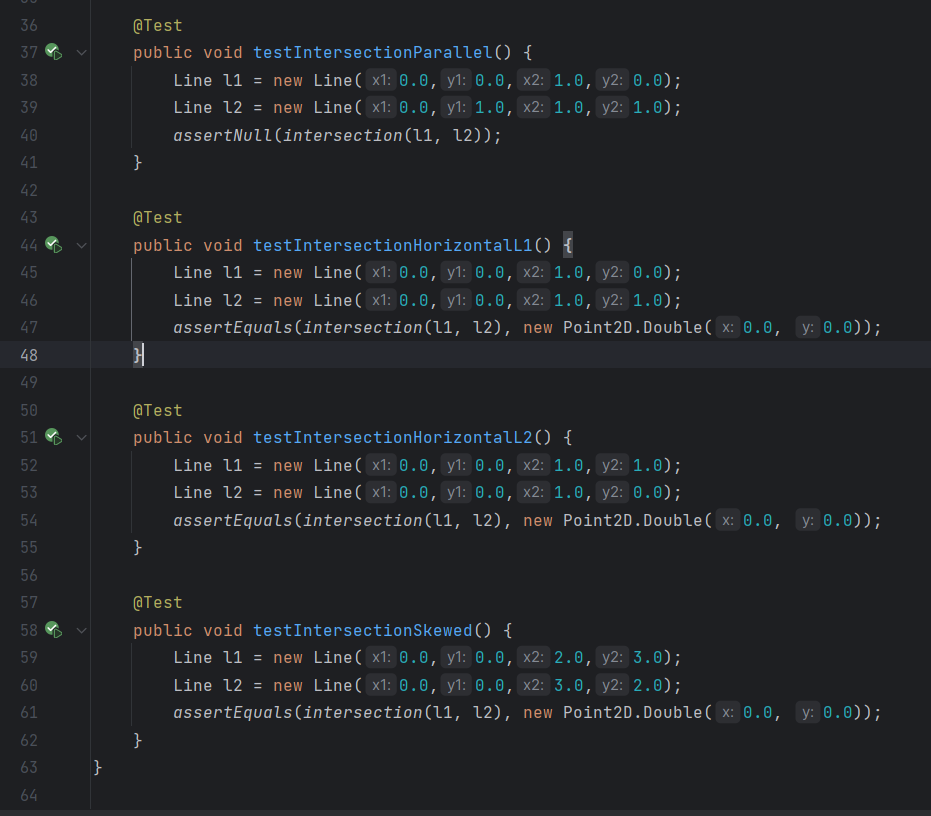 36 @Test
37 public void testIntersectionParallel() {
38 Line l1 = new Line( x1: 0.0, y1: 0.0, x2: 1.0, y2: 0.0);
39 Line l2 = new Line( x1: 0.0, y1: 1.0, x2: 1.0, y2: 1.0);
40 assertNull(intersection(l1, l2));
41 }
42
43 @Test
44 public void testIntersectionHorizontalL1() {
45 Line l1 = new Line( x1: 0.0, y1: 0.0, x2: 1.0, y2: 0.0);
46 Line l2 = new Line( x1: 0.0, y1: 0.0, x2: 1.0, y2: 1.0);
47 assertEquals(intersection(l1, l2), new Point2D.Double( x: 0.0, y: 0.0));
48 }
49
50 @Test
51 public void testIntersectionHorizontalL2() {
52 Line l1 = new Line( x1: 0.0, y1: 0.0, x2: 1.0, y2: 1.0);
53 Line l2 = new Line( x1: 0.0, y1: 0.0, x2: 1.0, y2: 0.0);
54 assertEquals(intersection(l1, l2), new Point2D.Double( x: 0.0, y: 0.0));
55 }
56
57 @Test
58 public void testIntersectionSkewed() {
59 Line l1 = new Line( x1: 0.0, y1: 0.0, x2: 2.0, y2: 3.0);
60 Line l2 = new Line( x1: 0.0, y1: 0.0, x2: 3.0, y2: 2.0);
61 assertEquals(intersection(l1, l2), new Point2D.Double( x: 0.0, y: 0.0));
62 }
63 }
64